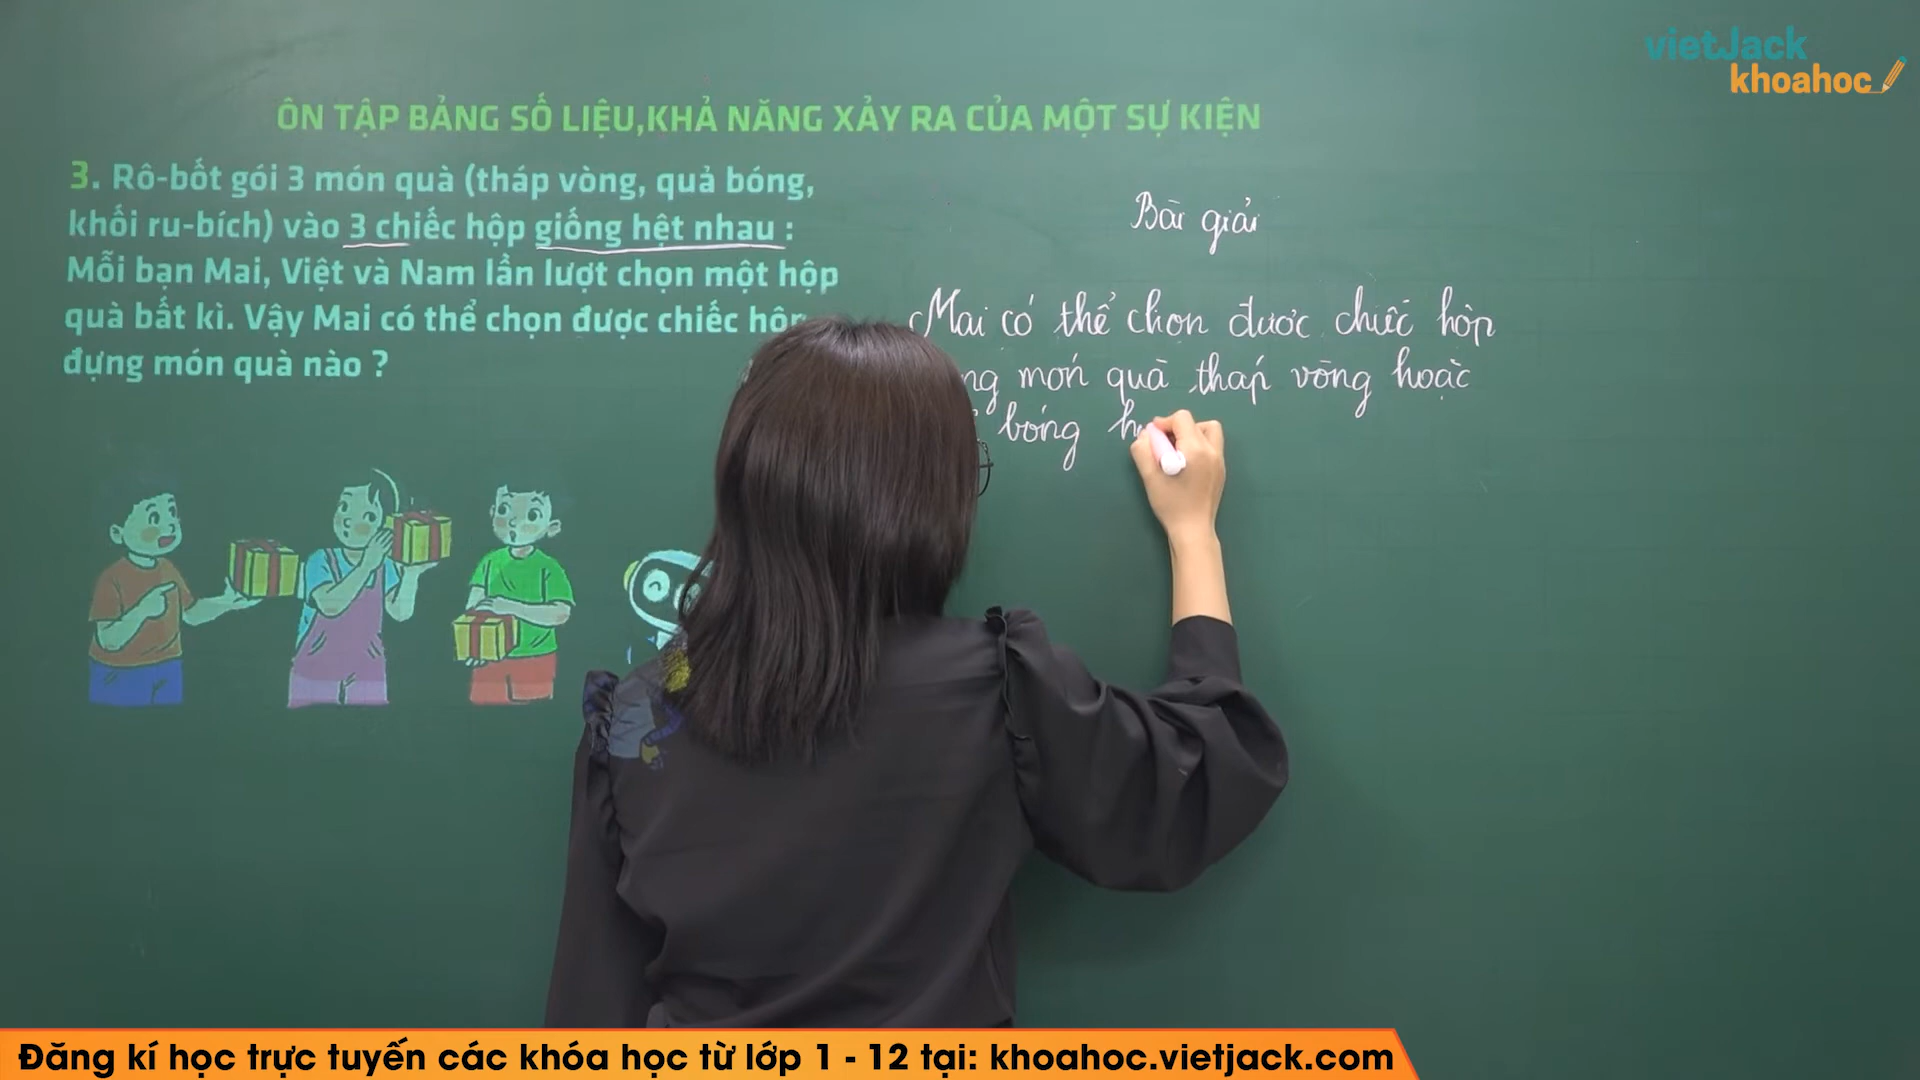 vietJack
khoahoc
ÔN TẬP BẢNG SỐ LIỆU,KHẢ NĂNG XẢY RA CỦA MỘT SỰ KIỆN
3. Rô-bốt gói 3 món quà (tháp vòng, quả bóng,
khối ru-bích) vào 3 chiếc hộp giống hệt nhau :
Mỗi bạn Mai, Việt và Nam lần lượt chọn một hộp
quà bất kì. Vậy Mai có thể chọn được chiếc
đựng món quà nào ?
Bài giải
Mai có thể chọn được chiếc hộp
món quà tháp vòng hoặc
bóng
Đăng kí học trực tuyến các khóa học từ lớp 1 - 12 tại: khoahoc.vietjack.com